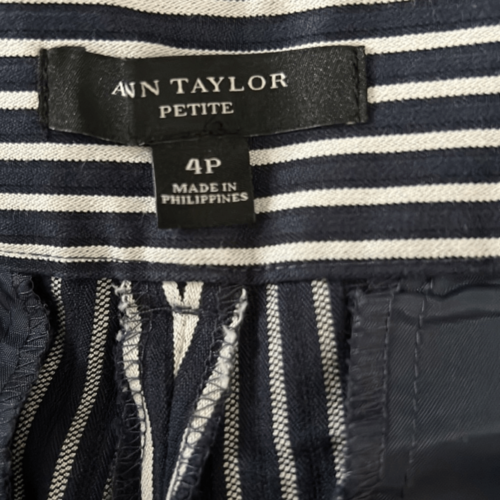 ANN TAYLOR
PETITE
4P
MADE IN
PHILIPPINES